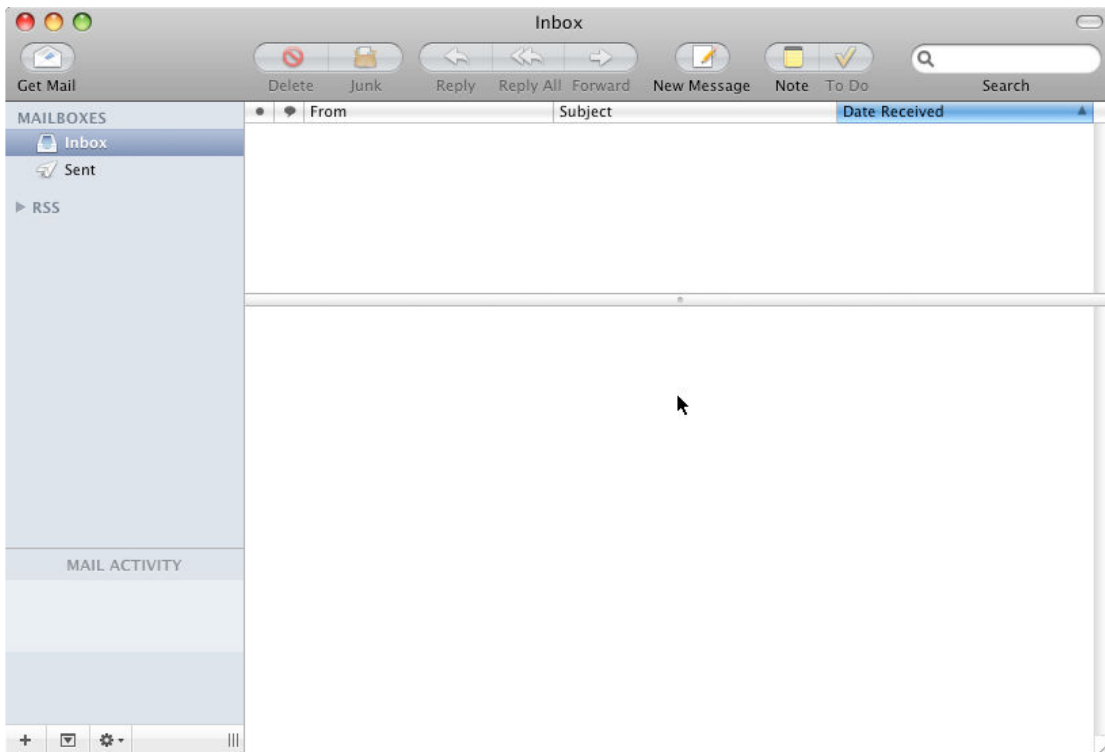 Inbox
Get Mail
Delete
Junk
Reply
Reply All
Forward
New Message
Note
To Do
Search
MAILBOXES
Inbox
Sent
RSS
From
Subject
Date Received
MAIL ACTIVITY